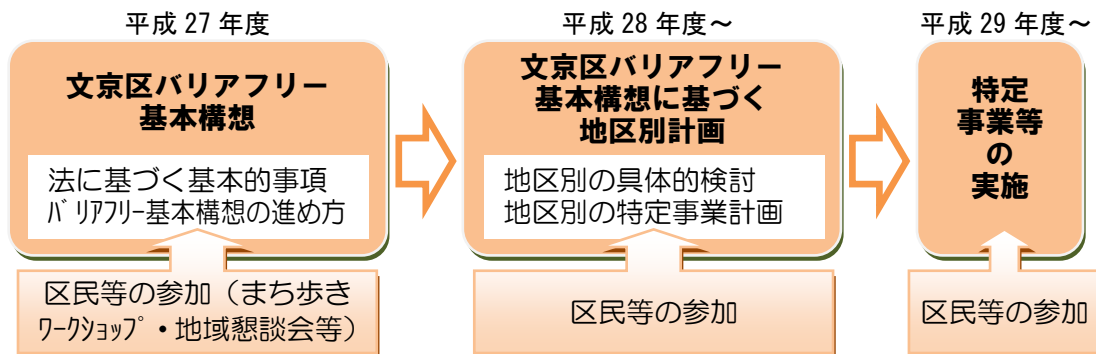 平成 27 年度
文京区バリアフリー
基本構想
法に基づく基本的事項
ﾊﾞﾘｱﾌﾘｰ基本構想の進め方
区民等の参加（まち歩き
ﾜｰｸｼｮｯﾌﾟ・地域懇談会等）
平成 28 年度～
文京区バリアフリー
基本構想に基づく
地区別計画
地区別の具体的検討
地区別の特定事業計画
区民等の参加
平成 29 年度～
特定
事業等
の
実施
区民等の参加